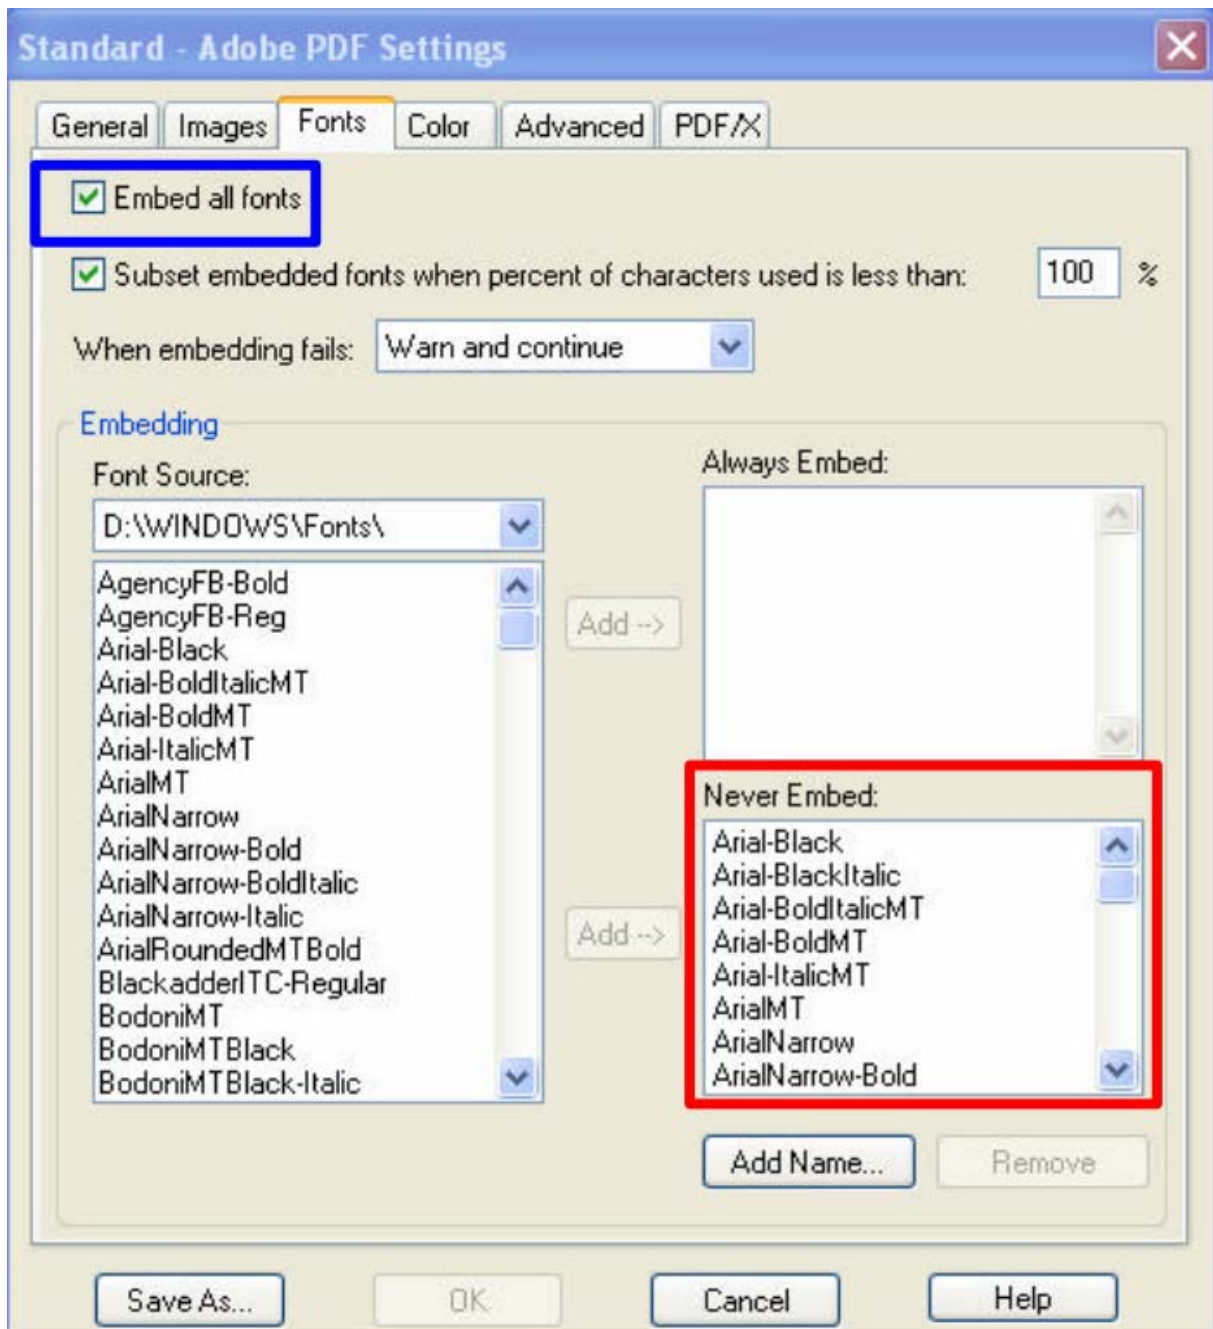 Standard - Adobe PDF Settings
General Images Fonts Color Advanced PDF/X
Embed all fonts
Subset embedded fonts when percent of characters used is less than: 100 %
When embedding fails: Warn and continue
Embedding
Font Source:
D:\WINDOWS\Fonts\
AgencyFB-Bold
AgencyFB-Reg
Arial-Black
Arial-BoldItalicMT
Arial-BoldMT
Arial-ItalicMT
ArialMT
ArialNarrow
ArialNarrow-Bold
ArialNarrow-BoldItalic
ArialNarrow-Italic
ArialRoundedMTBold
BlackadderITC-Regular
BodoniMT
BodoniMTBlack
BodoniMTBlack-Italic
Add -->
Add -->
Always Embed:
Never Embed:
Arial-Black
Arial-BlackItalic
Arial-BoldItalicMT
Arial-BoldMT
Arial-ItalicMT
ArialMT
ArialNarrow
ArialNarrow-Bold
Add Name... Remove
Save As... OK Cancel Help